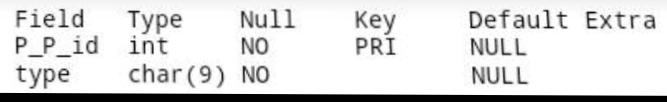 Field Type Null Key Default Extra
P_P_id int NO PRI NULL
type char(9) NO NULL